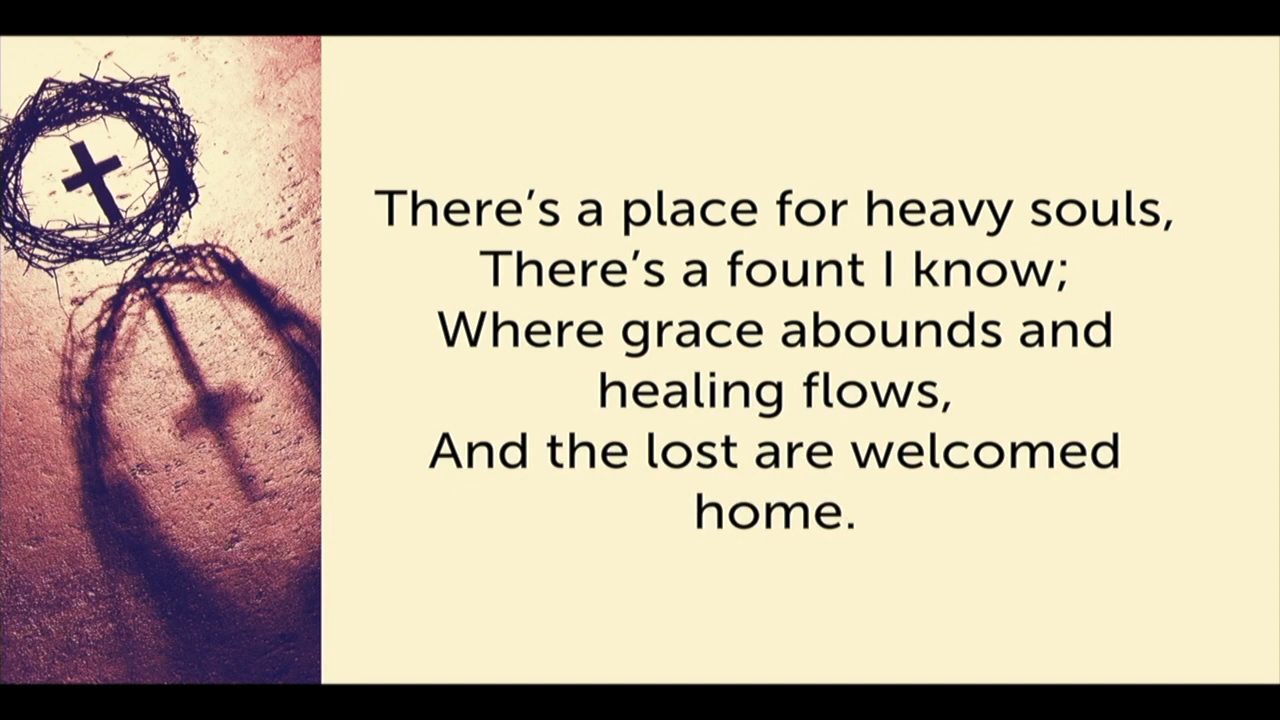 There’s a place for heavy souls,
There’s a fount I know;
Where grace abounds and
healing flows,
And the lost are welcomed
home.